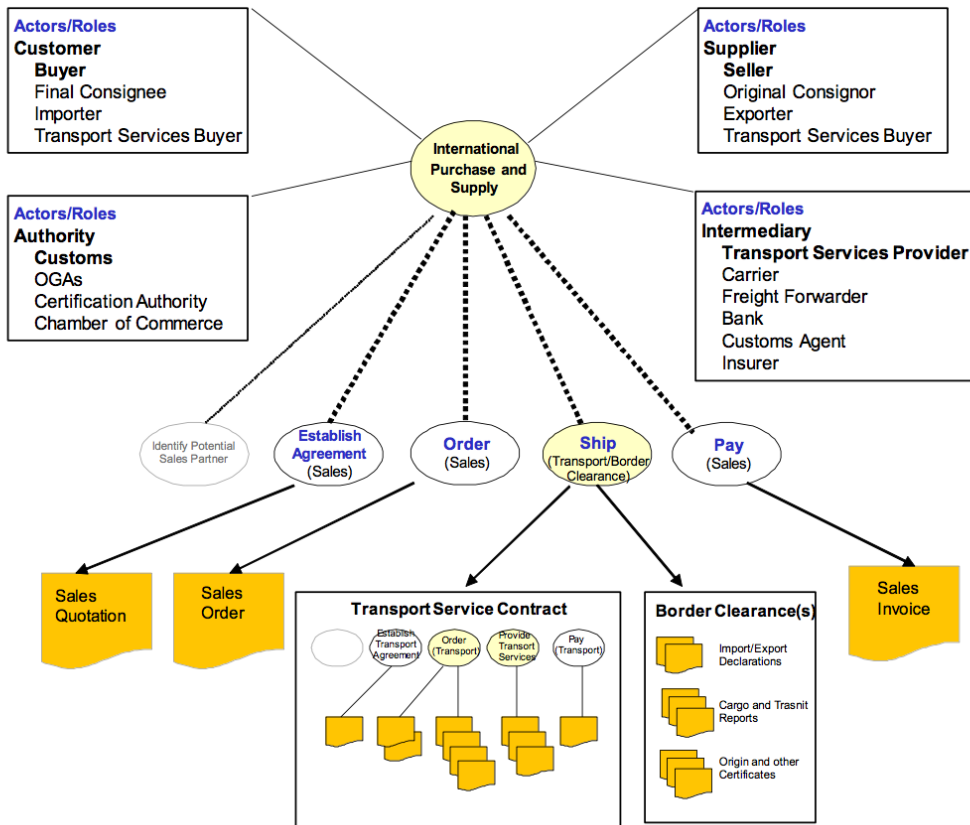 Actors/Roles
Customer
Buyer
Final Consignee
Importer
Transport Services Buyer
Actors/Roles
Supplier
Seller
Original Consignor
Exporter
Transport Services Buyer
International
Purchase and
Supply
Actors/Roles
Authority
Customs
OGAs
Certification Authority
Chamber of Commerce
Actors/Roles
Intermediary
Transport Services Provider
Carrier
Freight Forwarder
Bank
Customs Agent
Insurer
Identify Potential
Sales Partner
Establish
Agreement
(Sales)
Order
(Sales)
Ship
(Transport/Border
Clearance)
Pay
(Sales)
Sales
Quotation
Sales
Order
Transport Service Contract
Establish
Transport
Agreement
Order
(Transport)
Provide
Transort
Services
Pay
(Transport)
Border Clearance(s)
Import/Export
Declarations
Cargo and Trasnit
Reports
Origin and other
Certificates
Sales
Invoice